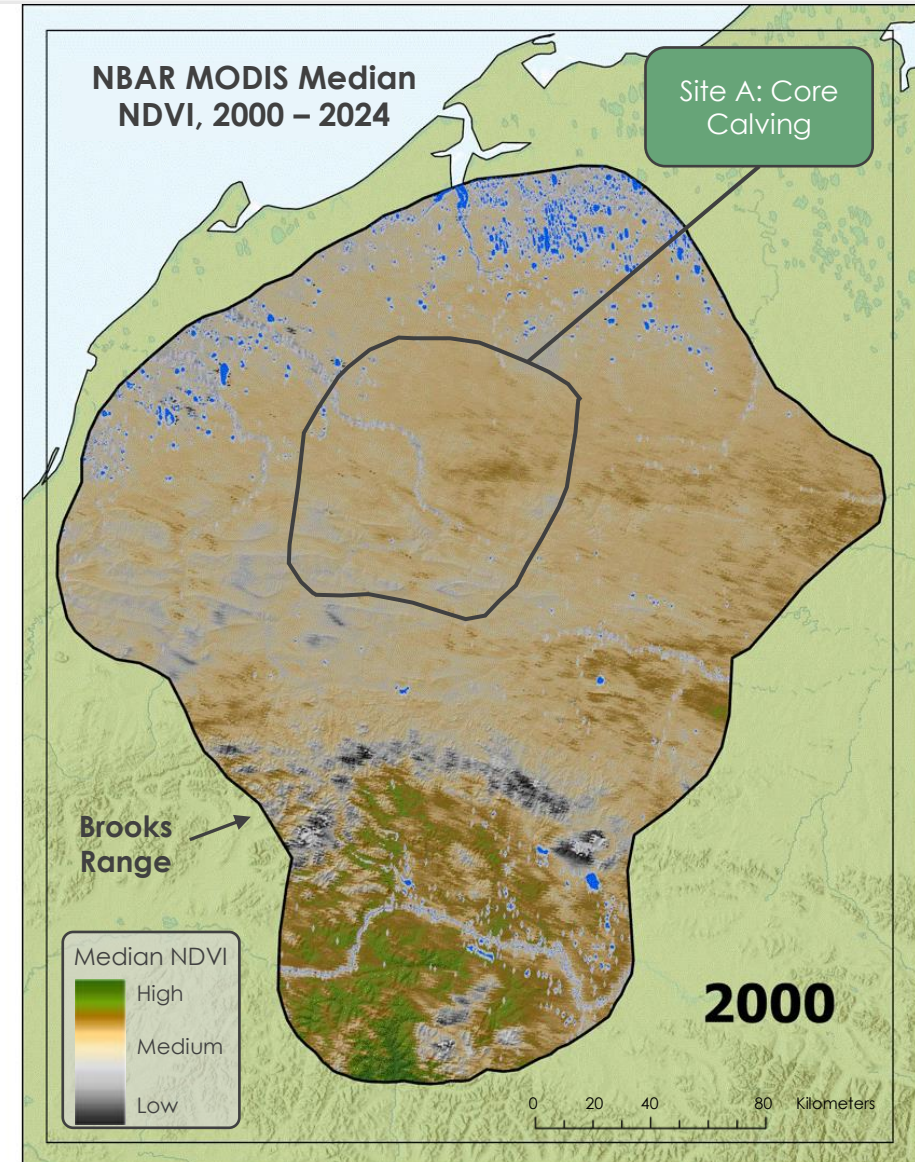 NBAR MODIS Median
NDVI, 2000 – 2024
Site A: Core
Calving
Brooks
Range
Median NDVI
High
Medium
Low
2000
0 20 40 80 Kilometers